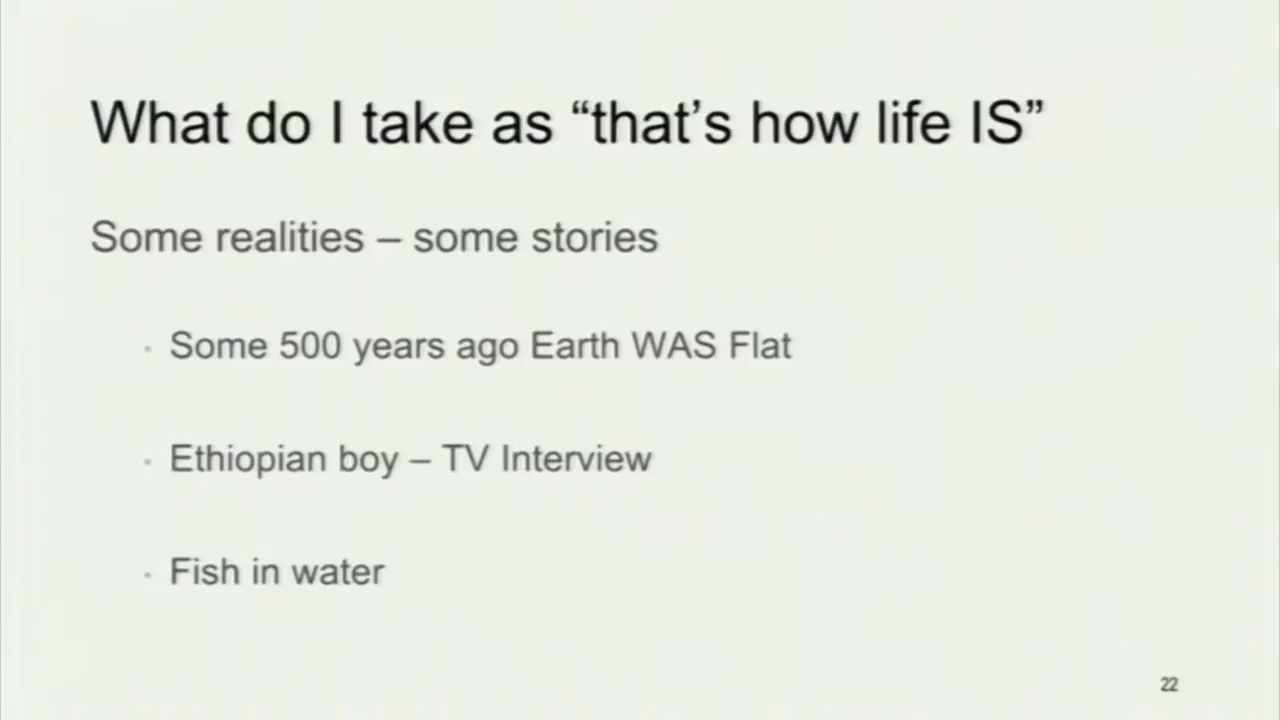 What do I take as “that’s how life IS”
Some realities – some stories
· Some 500 years ago Earth WAS Flat
· Ethiopian boy – TV Interview
· Fish in water
22